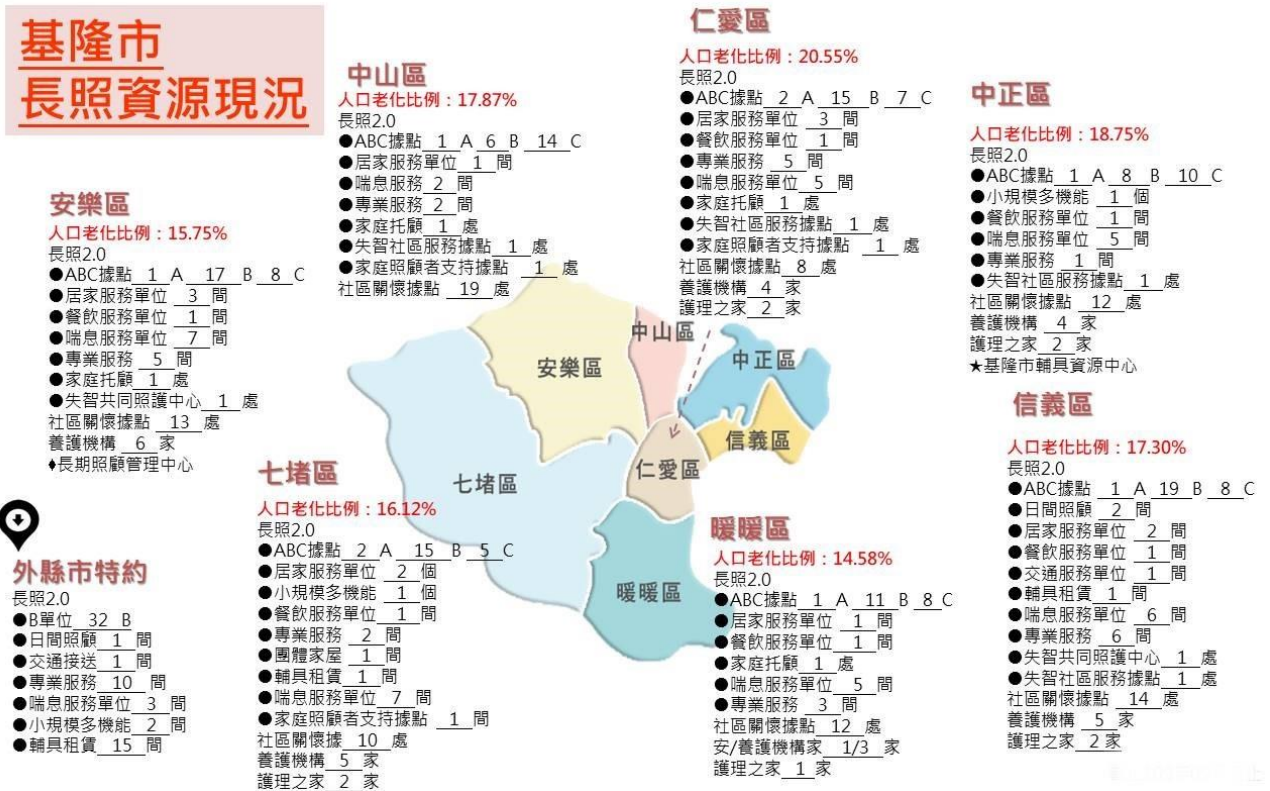 基隆市
長照資源現況
中山區
人口老化比例：17.87%
長照2.0
●ABC據點 1 A 6 B 14 C
●居家服務單位 1 間
●喘息服務 2 間
●專業服務 2 間
●家庭托顧 1 處
●失智社區服務據點 1 處
●家庭照顧者支持據點 1 處
社區關懷據點 19 處
仁愛區
人口老化比例：20.55%
長照2.0
●ABC據點 2 A 15 B 7 C
●居家服務單位 3 間
●餐飲服務單位 1 間
●專業服務 5 間
●喘息服務單位 5 間
●家庭托顧 1 處
●失智社區服務據點 1 處
●家庭照顧者支持據點 1 處
社區關懷據點 8 處
養護機構 4 家
護理之家 2 家
中正區
人口老化比例：18.75%
長照2.0
●ABC據點 1 A 8 B 10 C
●小規模多機能 1 個
●餐飲服務單位 1 間
●喘息服務單位 5 間
●專業服務 1 間
●失智社區服務據點 1 處
社區關懷據點 12 處
養護機構 4 家
護理之家 2 家
★基隆市輔具資源中心
安樂區
人口老化比例：15.75%
長照2.0
●ABC據點 1 A 17 B 8 C
●居家服務單位 3 間
●餐飲服務單位 1 間
●喘息服務單位 7 間
●專業服務 5 間
●家庭托顧 1 處
●失智共同照護中心 1 處
社區關懷據點 13 處
養護機構 6 家
♦長期照顧管理中心
中山區
安樂區
中正區
信義區
仁愛區
七堵區
暖暖區
信義區
人口老化比例：17.30%
長照2.0
●ABC據點 1 A 19 B 8 C
●日間照顧 2 間
●居家服務單位 2 間
●餐飲服務單位 1 間
●交通服務單位 1 間
●輔具租賃 1 間
●喘息服務單位 6 間
●專業服務 6 間
●失智共同照護中心 1 處
●失智社區服務據點 1 處
社區關懷據點 14 處
養護機構 5 家
護理之家 2 家
七堵區
人口老化比例：16.12%
長照2.0
●ABC據點 2 A 15 B 5 C
●居家服務單位 2 個
●小規模多機能 1 個
●餐飲服務單位 1 間
●專業服務 2 間
●團體家屋 1 間
●輔具租賃 1 間
●喘息服務單位 7 間
●家庭照顧者支持據點 1 間
社區關懷據 10 處
養護機構 5 家
護理之家 2 家
暖暖區
人口老化比例：14.58%
長照2.0
●ABC據點 1 A 11 B 8 C
●居家服務單位 1 間
●餐飲服務單位 1 間
●家庭托顧 1 處
●喘息服務單位 5 間
●專業服務 3 間
社區關懷據點 12 處
安/養護機構家 1/3 家
護理之家 1 家
外縣市特約
長照2.0
●B單位 32 B
●日間照顧 1 間
●交通接送 1 間
●專業服務 10 間
●喘息服務單位 3 間
●小規模多機能 2 間
●輔具租賃 15 間